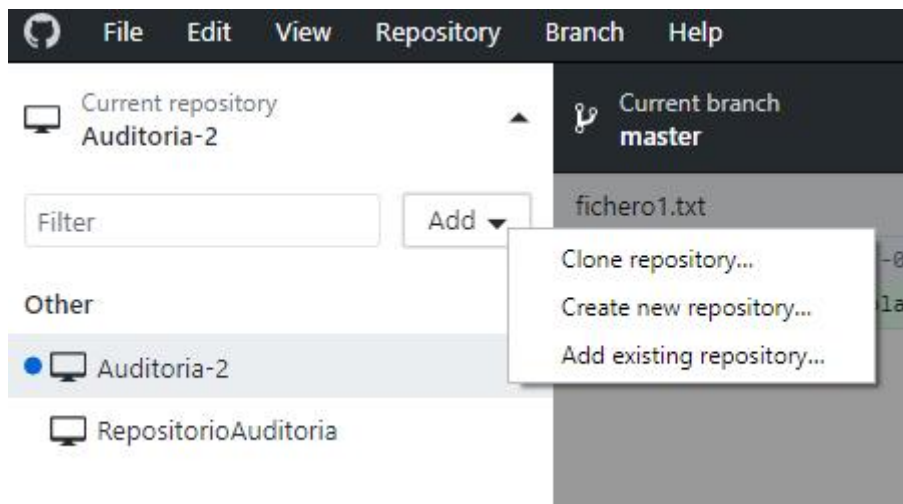 File Edit View Repository Branch Help
Current repository
Auditoria-2
Current branch
master
Filter
Add
fichero1.txt
Clone repository...
Create new repository...
Add existing repository...
Other
Auditoria-2
RepositorioAuditoria